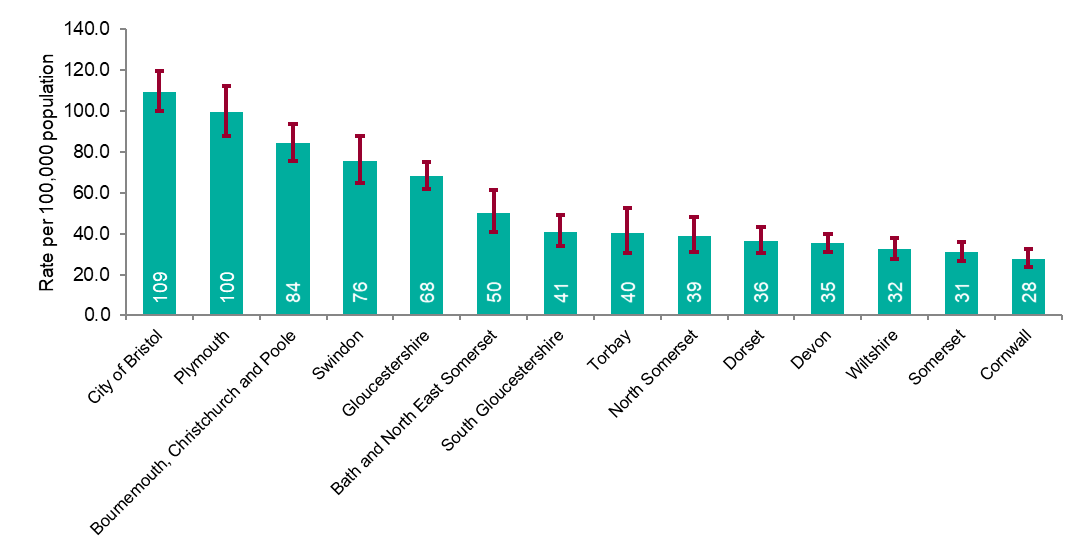 140.0
120.0
100.0
80.0
60.0
40.0
20.0
0.0
Rate per 100,000 population
109
100
84
76
68
50
41
40
39
36
35
32
31
28
City of Bristol
Plymouth
Bournemouth, Christchurch and Poole
Swindon
Gloucestershire
Bath and North East Somerset
South Gloucestershire
Torbay
North Somerset
Dorset
Devon
Wiltshire
Somerset
Cornwall